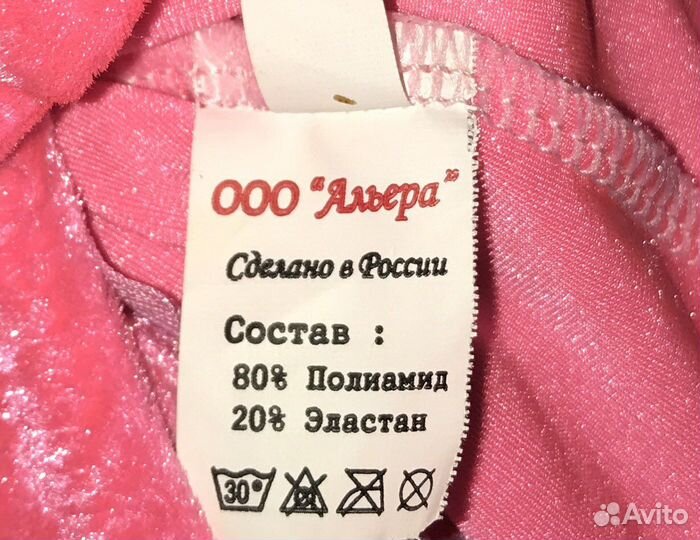 ООО "Альера"
Сделано в России
Состав :
80% Полиамид
20% Эластан
30°
Avito